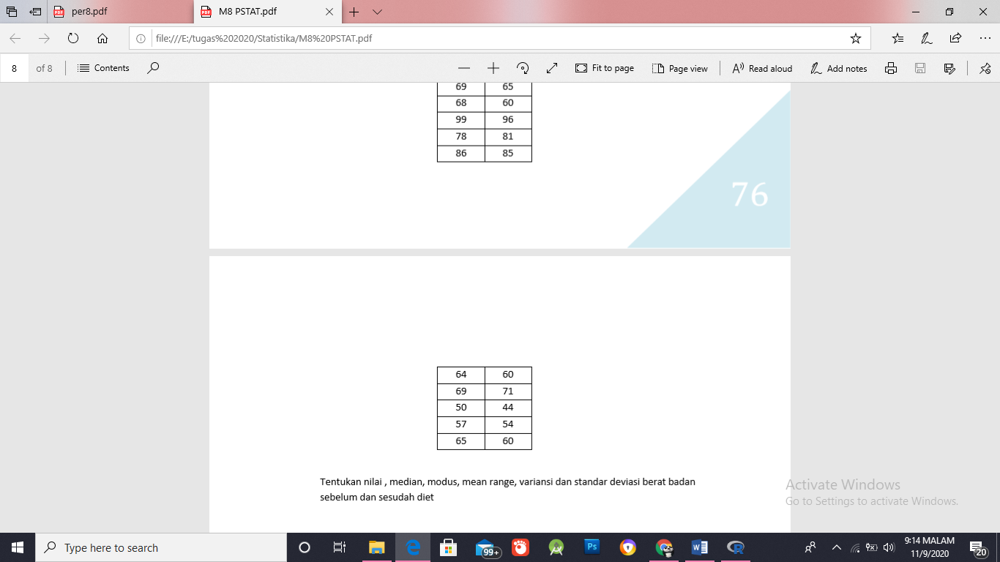 per8.pdf
M8 PSTAT.pdf
file:///E:/tugas%202020/Statistika/M8%20PSTAT.pdf
8 of 8
Contents
Fit to page
Page view
Read aloud
Add notes
69 65
68 60
99 96
78 81
86 85
76
64 60
69 71
50 44
57 54
65 60
Tentukan nilai , median, modus, mean range, variansi dan standar deviasi berat badan
sebelum dan sesudah diet
Activate Windows
Go to Settings to activate Windows.
Type here to search
99+
Ps
W
R
9:14 MALAM
11/9/2020
20